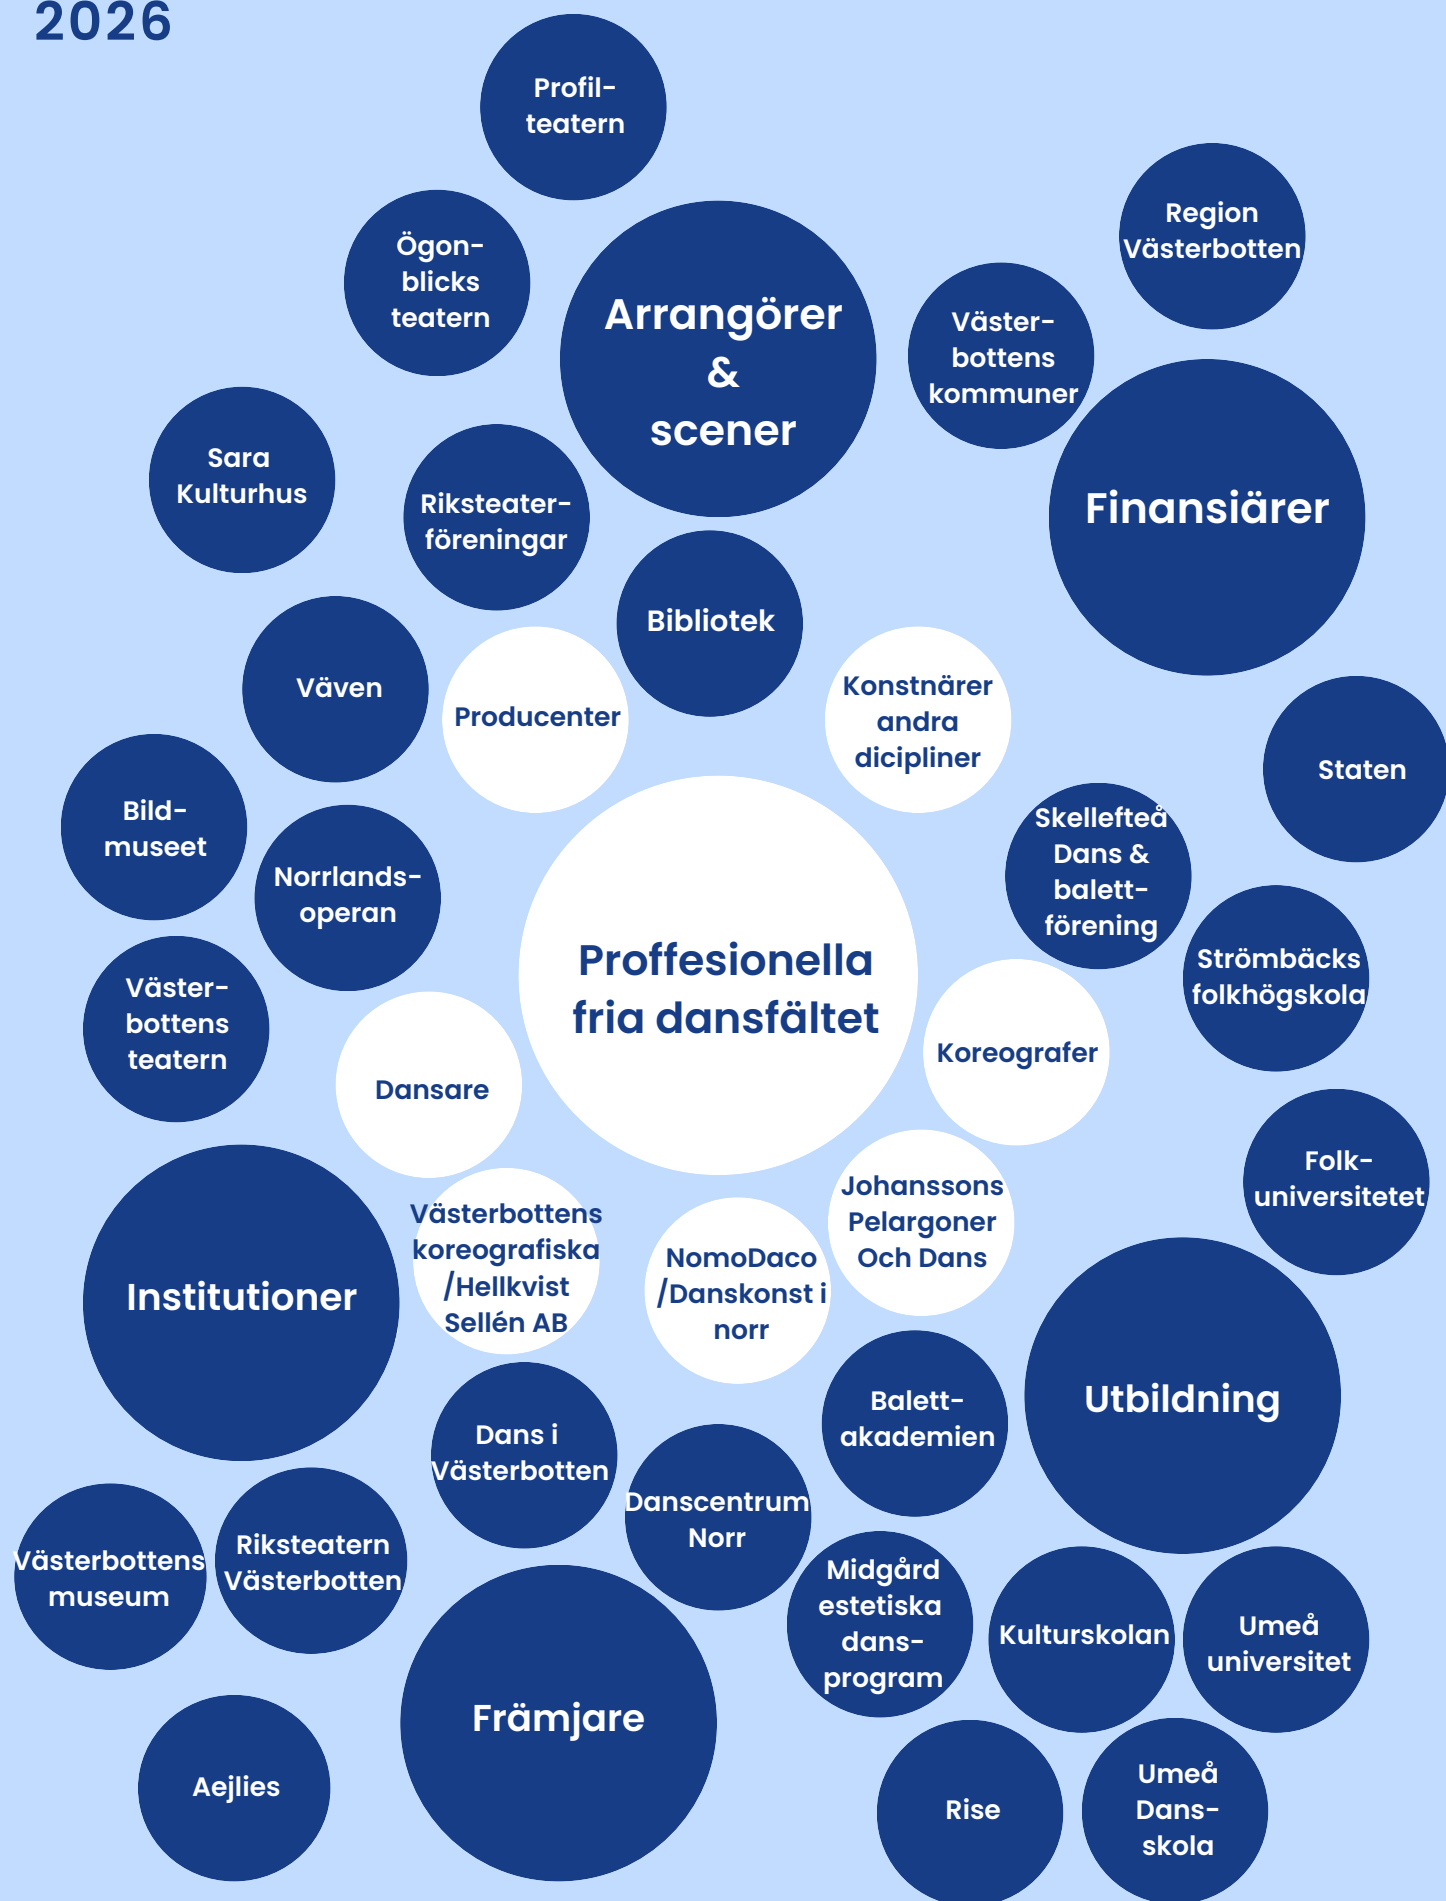 2026
Profil-
teatern
Ögon-
blicks
teatern
Arrangörer
&
scener
Region
Västerbotten
Väster-
bottens
kommuner
Finansiärer
Sara
Kulturhus
Riksteater-
föreningar
Bibliotek
Väven
Producenter
Konstnärer
andra
dicipliner
Staten
Bild-
museet
Norrlands-
operan
Skellefteå
Dans &
balett-
förening
Proffesionella
fria dansfältet
Strömbäcks
folkhögskola
Väster-
bottens
teatern
Dansare
Koreografer
Folk-
universitetet
Institutioner
Västerbottens
koreografiska
/Hellkvist
Sellén AB
NomoDaco
/Danskonst i
norr
Johanssons
Pelargoner
Och Dans
Utbildning
Balett-
akademien
Dans i
Västerbotten
Danscentrum
Norr
Västerbottens
museum
Riksteatern
Västerbotten
Midgård
estetiska
dans-
program
Kulturskolan
Umeå
universitet
Främjare
Aejlies
Rise
Umeå
Dans-
skola